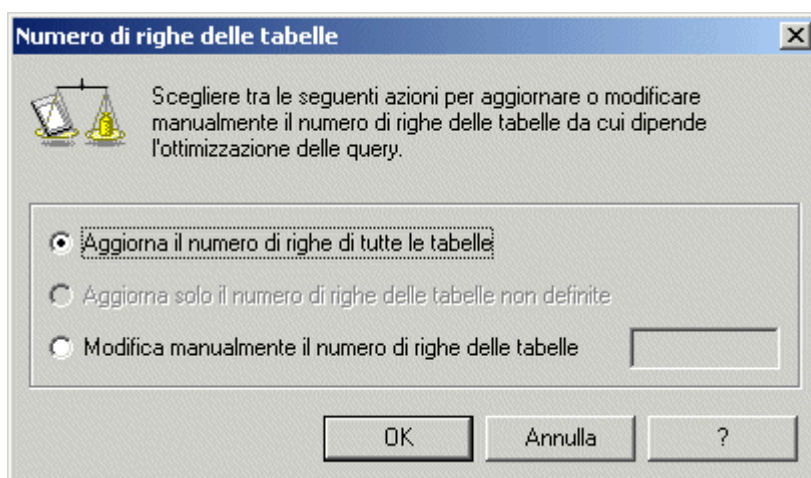 Numero di righe delle tabelle
Scegliere tra le seguenti azioni per aggiornare o modificare
manualmente il numero di righe delle tabelle da cui dipende
l'ottimizzazione delle query.
Aggiorna il numero di righe di tutte le tabelle
Aggiorna solo il numero di righe delle tabelle non definite
Modifica manualmente il numero di righe delle tabelle
OK Annulla ?